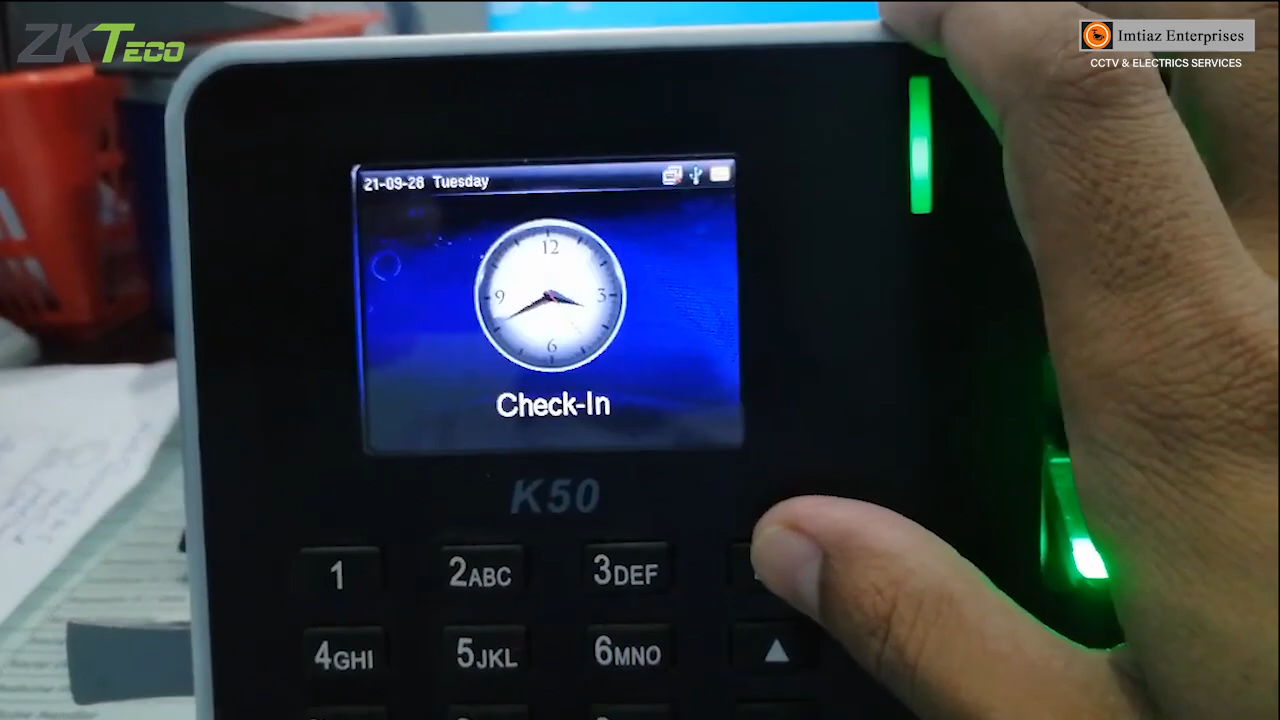 ZKTECO
Imtiaz Enterprises
CCTV & ELECTRICS SERVICES
21-09-28 Tuesday
12
9
3
6
Check-In
K50
1
2ABC
3DEF
4GHI
5JKL
6MNO
▲